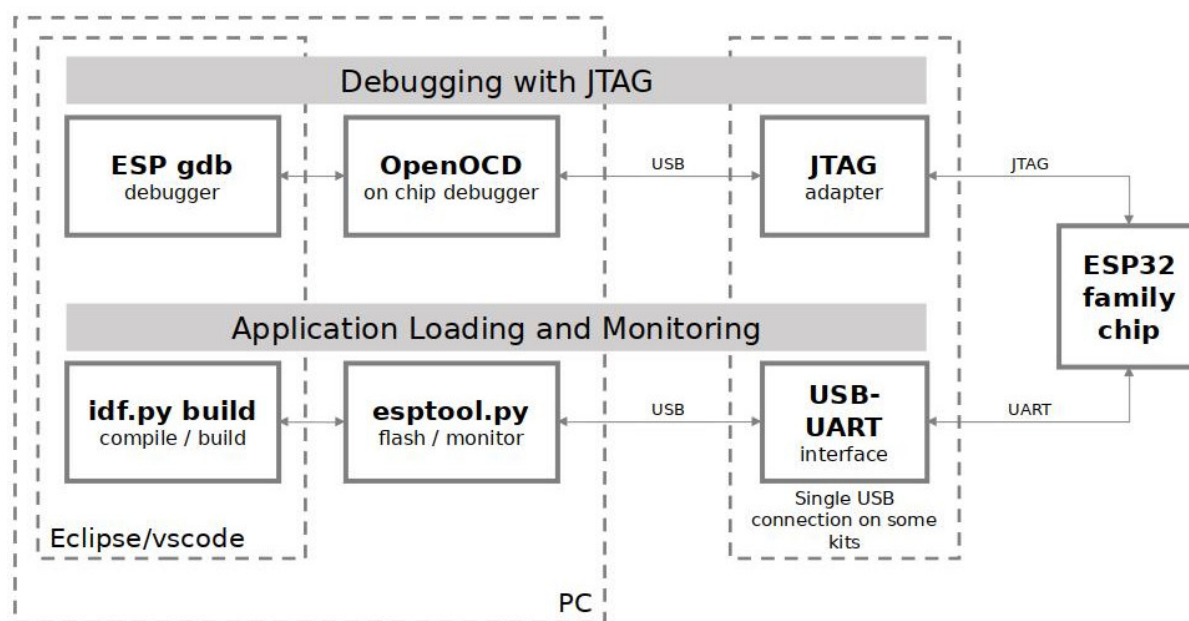 Debugging with JTAG
ESP gdb
debugger
OpenOCD
on chip debugger
USB
JTAG
adapter
JTAG
ESP32
family
chip
Application Loading and Monitoring
idf.py build
compile / build
esptool.py
flash / monitor
USB
USB-
UART
interface
UART
Single USB
connection on some
kits
Eclipse/vscode
PC